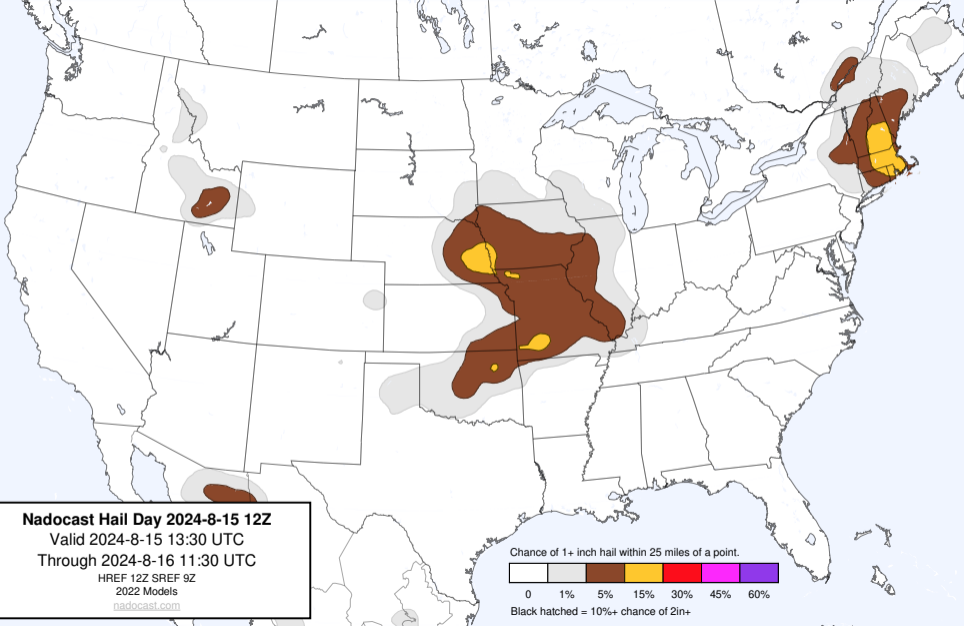 Nadocast Hail Day 2024-8-15 12Z
Valid 2024-8-15 13:30 UTC
Through 2024-8-16 11:30 UTC
HREF 12Z SREF 9Z
2022 Models
nadocast.com
Chance of 1+ inch hail within 25 miles of a point.
0 1% 5% 15% 30% 45% 60%
Black hatched = 10%+ chance of 2in+